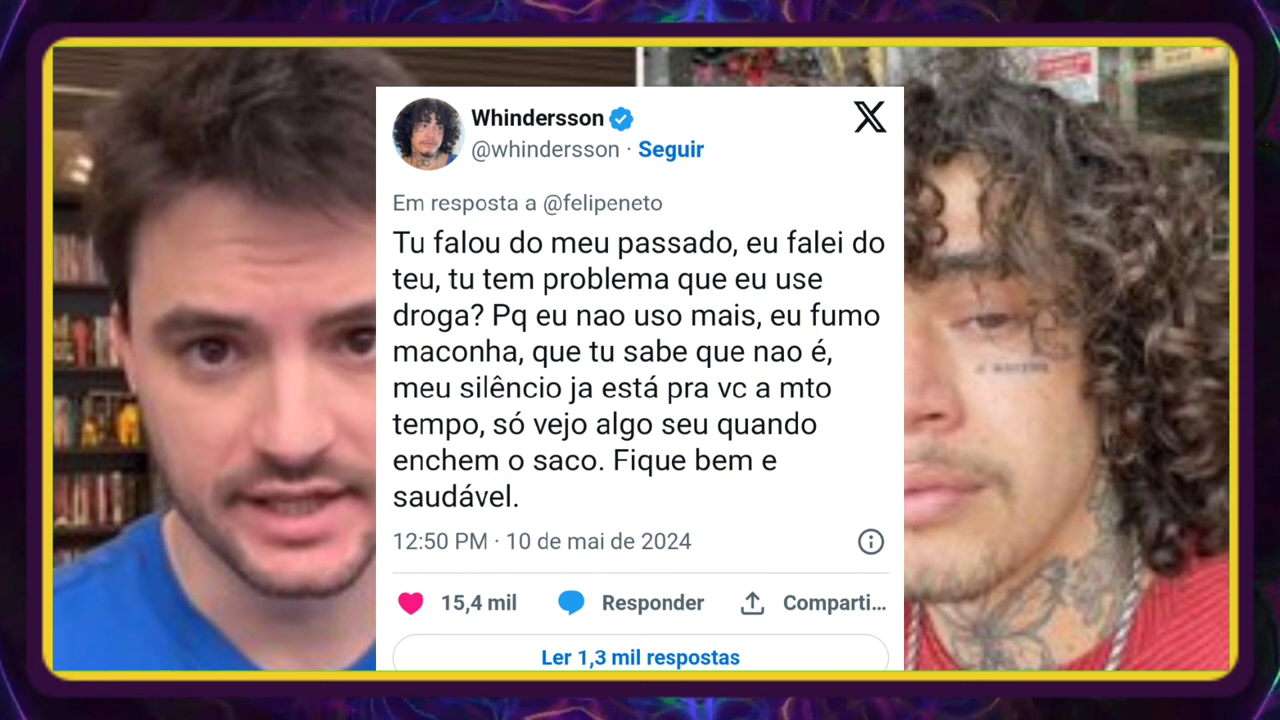 Whindersson
@whindersson · Seguir
Em resposta a @felipeneto
Tu falou do meu passado, eu falei do
teu, tu tem problema que eu use
droga? Pq eu nao uso mais, eu fumo
maconha, que tu sabe que nao é,
meu silêncio ja está pra vc a mto
tempo, só vejo algo seu quando
enchem o saco. Fique bem e
saudável.
12:50 PM · 10 de mai de 2024
15,4 mil
Responder
Comparti...
Ler 1,3 mil respostas